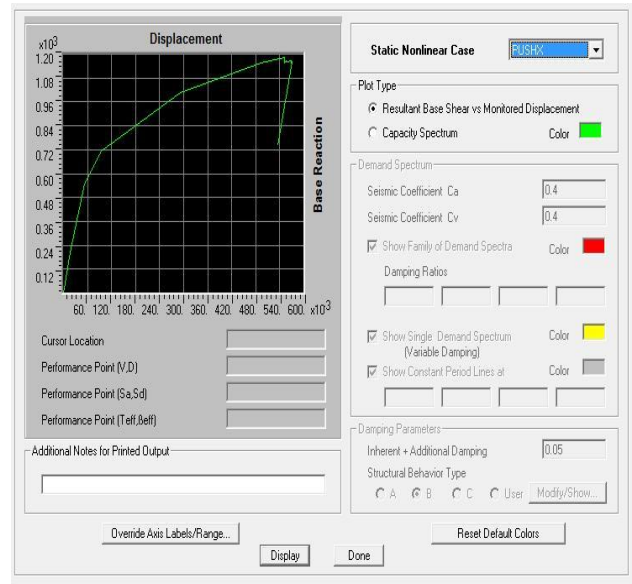 Displacement
x10³
1.20
1.08
0.96
0.84
0.72
0.60
0.48
0.36
0.24
0.12
Base Reaction
60. 120. 180. 240. 300. 360. 420. 480. 540. 600. x10³
Cursor Location
Performance Point (V,D)
Performance Point (Sa,Sd)
Performance Point (Teff,ßeff)
Additional Notes for Printed Output
Static Nonlinear Case PUSHX
Plot Type
Resultant Base Shear vs Monitored Displacement
Capacity Spectrum Color
Demand Spectrum
Seismic Coefficient Ca 0.4
Seismic Coefficient Cv 0.4
Show Family of Demand Spectra Color
Damping Ratios
Show Single Demand Spectrum Color
(Variable Damping)
Show Constant Period Lines at Color
Damping Parameters
Inherent + Additional Damping 0.05
Structural Behavior Type
A B C User Modify/Show...
Override Axis Labels/Range... Reset Default Colors
Display Done